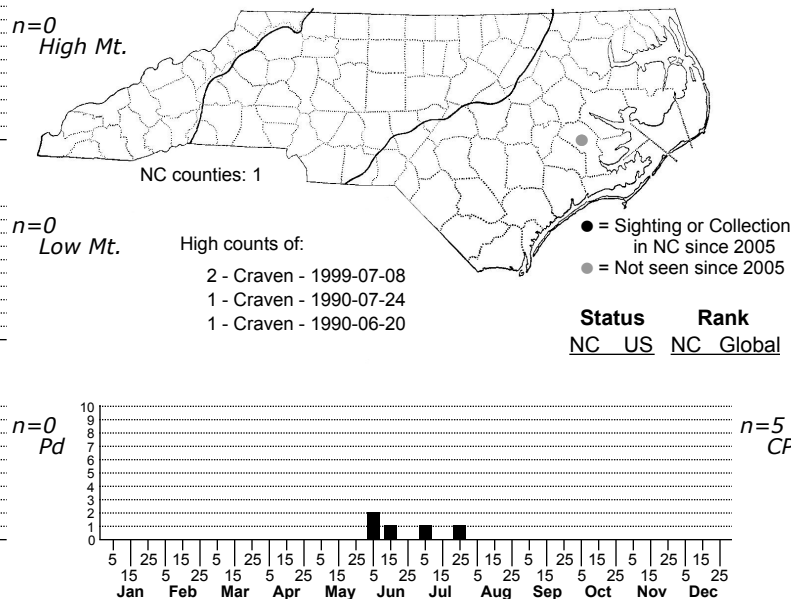 n=0
High Mt.
NC counties: 1
n=0
Low Mt.
High counts of:
2 - Craven - 1999-07-08
1 - Craven - 1990-07-24
1 - Craven - 1990-06-20
● = Sighting or Collection
in NC since 2005
● = Not seen since 2005
Status Rank
NC US NC Global
n=0
Pd
n=5
CP
10
9
8
7
6
5
4
3
2
1
0
5 25 15 5 25 15 5 25 15 5 25 15 5 25 15 5 25 15
15 5 25 15 5 25 15 5 25 15 5 25 15 5 25 15 5 25
Jan Feb Mar Apr May Jun Jul Aug Sep Oct Nov Dec